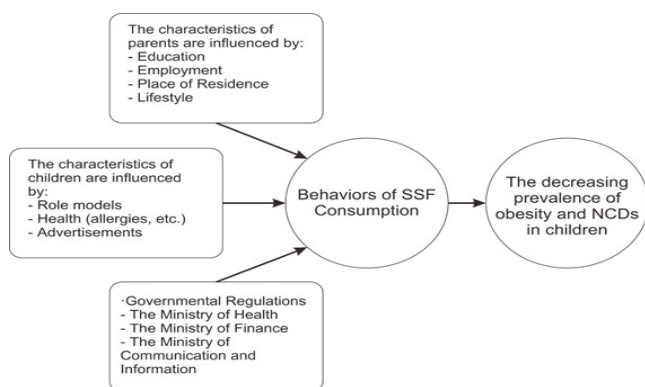 The characteristics of
parents are influenced by:
- Education
- Employment
- Place of Residence
- Lifestyle
The characteristics of
children are influenced
by:
- Role models
- Health (allergies, etc.)
- Advertisements
·Governmental Regulations
- The Ministry of Health
- The Ministry of Finance
- The Ministry of
Communication and
Information
Behaviors of SSF
Consumption
The decreasing
prevalence of
obesity and NCDs
in children